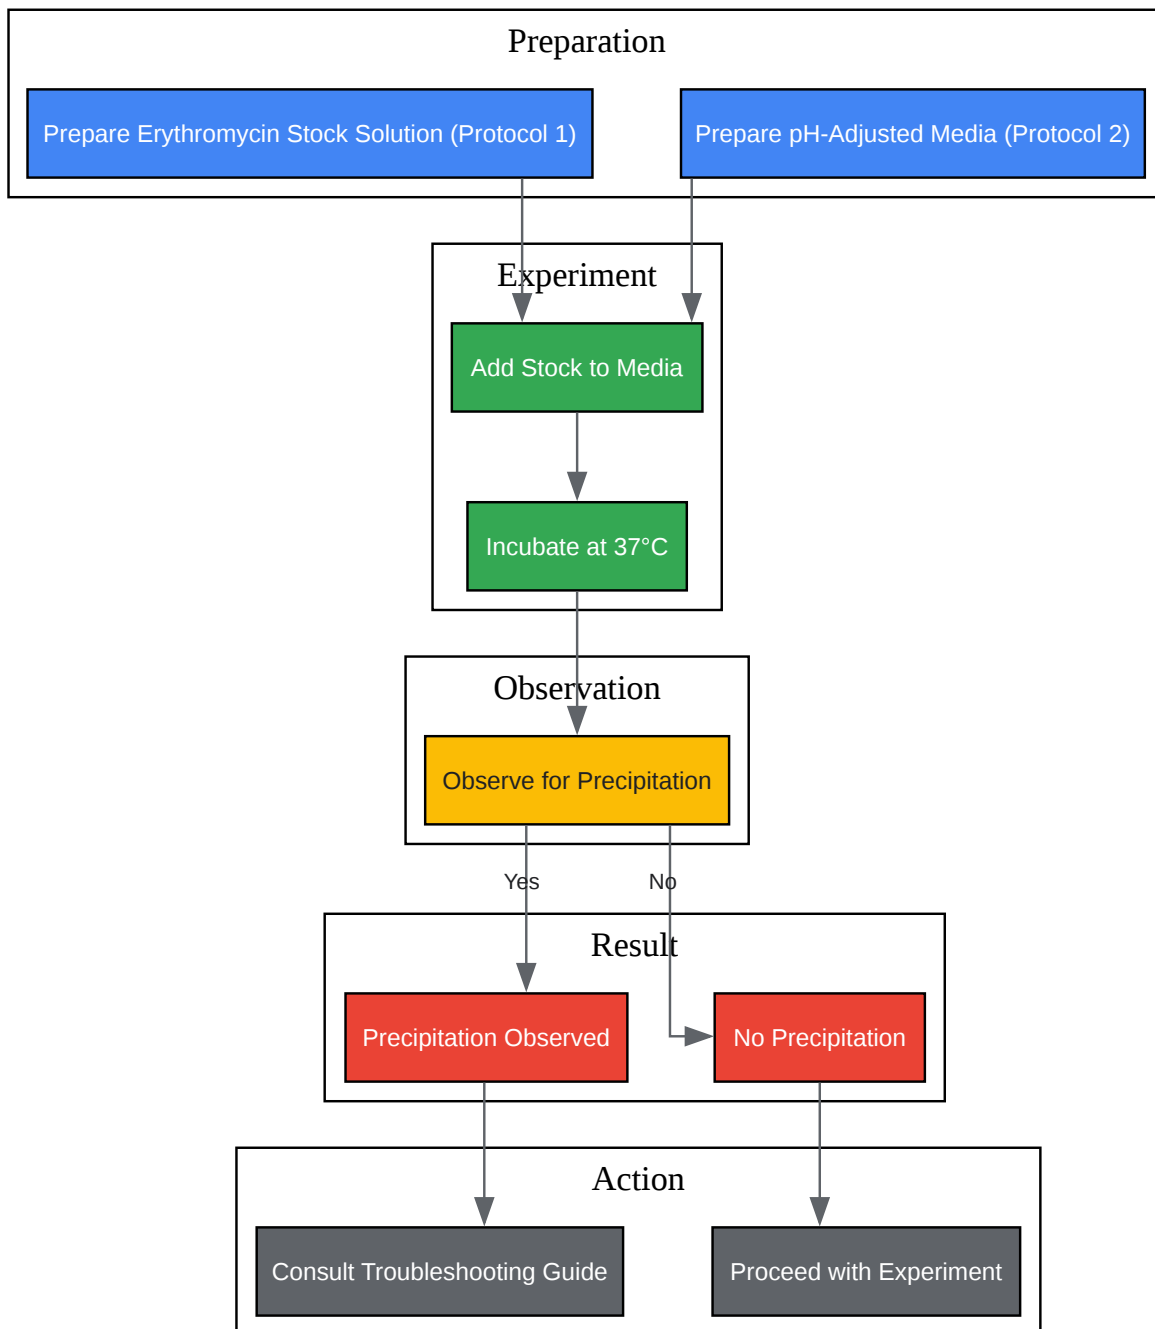 Preparation
Prepare Erythromycin Stock Solution (Protocol 1)
Prepare pH-Adjusted Media (Protocol 2)
Experiment
Add Stock to Media
Incubate at 37°C
Observation
Observe for Precipitation
Yes
No
Result
Precipitation Observed
No Precipitation
Action
Consult Troubleshooting Guide
Proceed with Experiment